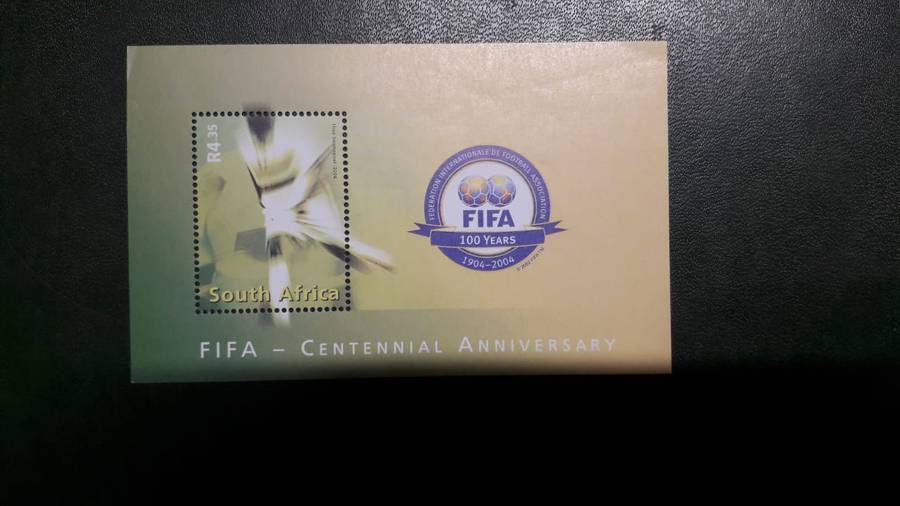 R4.35
South Africa
FEDERATION INTERNATIONALE DE FOOTBALL ASSOCIATION
FIFA
100 YEARS
1904–2004
FIFA – CENTENNIAL ANNIVERSARY